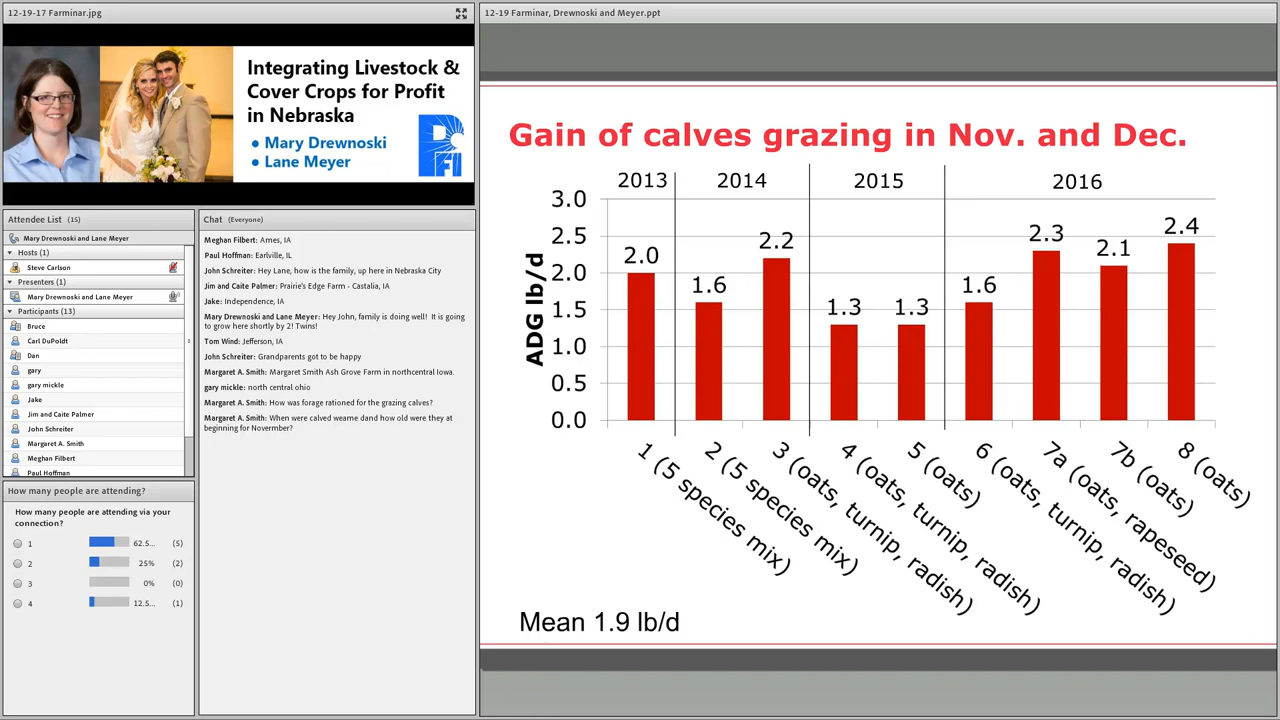 12-19-17 Farminar.jpg
Integrating Livestock &
Cover Crops for Profit
in Nebraska
• Mary Drewnoski
• Lane Meyer
PFI
Attendee List (15)
Mary Drewnoski and Lane Meyer
Hosts (1)
Steve Carlson
Presenters (1)
Mary Drewnoski and Lane Meyer
Participants (13)
Bruce
Carl DuPoldt
Dan
gary
gary mickle
Jake
Jim and Caite Palmer
John Schreiter
Margaret A. Smith
Meghan Filbert
Paul Hoffman
Chat (Everyone)
Meghan Filbert: Ames, IA
Paul Hoffman: Earlville, IL
John Schreiter: Hey Lane, how is the family, up here in Nebraska City
Jim and Caite Palmer: Prairie's Edge Farm - Castalia, IA
Jake: Independence, IA
Mary Drewnoski and Lane Meyer: Hey John, family is doing well! It is going
to grow here shortly by 2! Twins!
Tom Wind: Jefferson, IA
John Schreiter: Grandparents got to be happy
Margaret A. Smith: Margaret Smith Ash Grove Farm in northcentral Iowa.
gary mickle: north central ohio
Margaret A. Smith: How was forage rationed for the grazing calves?
Margaret A. Smith: When were calved weame dand how old were they at
beginning for Novermber?
How many people are attending?
How many people are attending via your
connection?
1 62.5... (5)
2 25% (2)
3 0% (0)
4 12.5... (1)
12-19 Farminar, Drewnoski and Meyer.ppt
Gain of calves grazing in Nov. and Dec.
2013 2014 2015 2016
ADG lb/d
3.0
2.5
2.0
1.5
1.0
0.5
0.0
2.0 1.6 2.2 1.3 1.3 1.6 2.3 2.1 2.4
1 (5 species mix)
2 (5 species mix)
3 (oats, turnip, radish)
4 (oats, turnip, radish)
5 (oats)
6 (oats, turnip, radish)
7a (oats, rapeseed)
7b (oats)
8 (oats)
Mean 1.9 lb/d